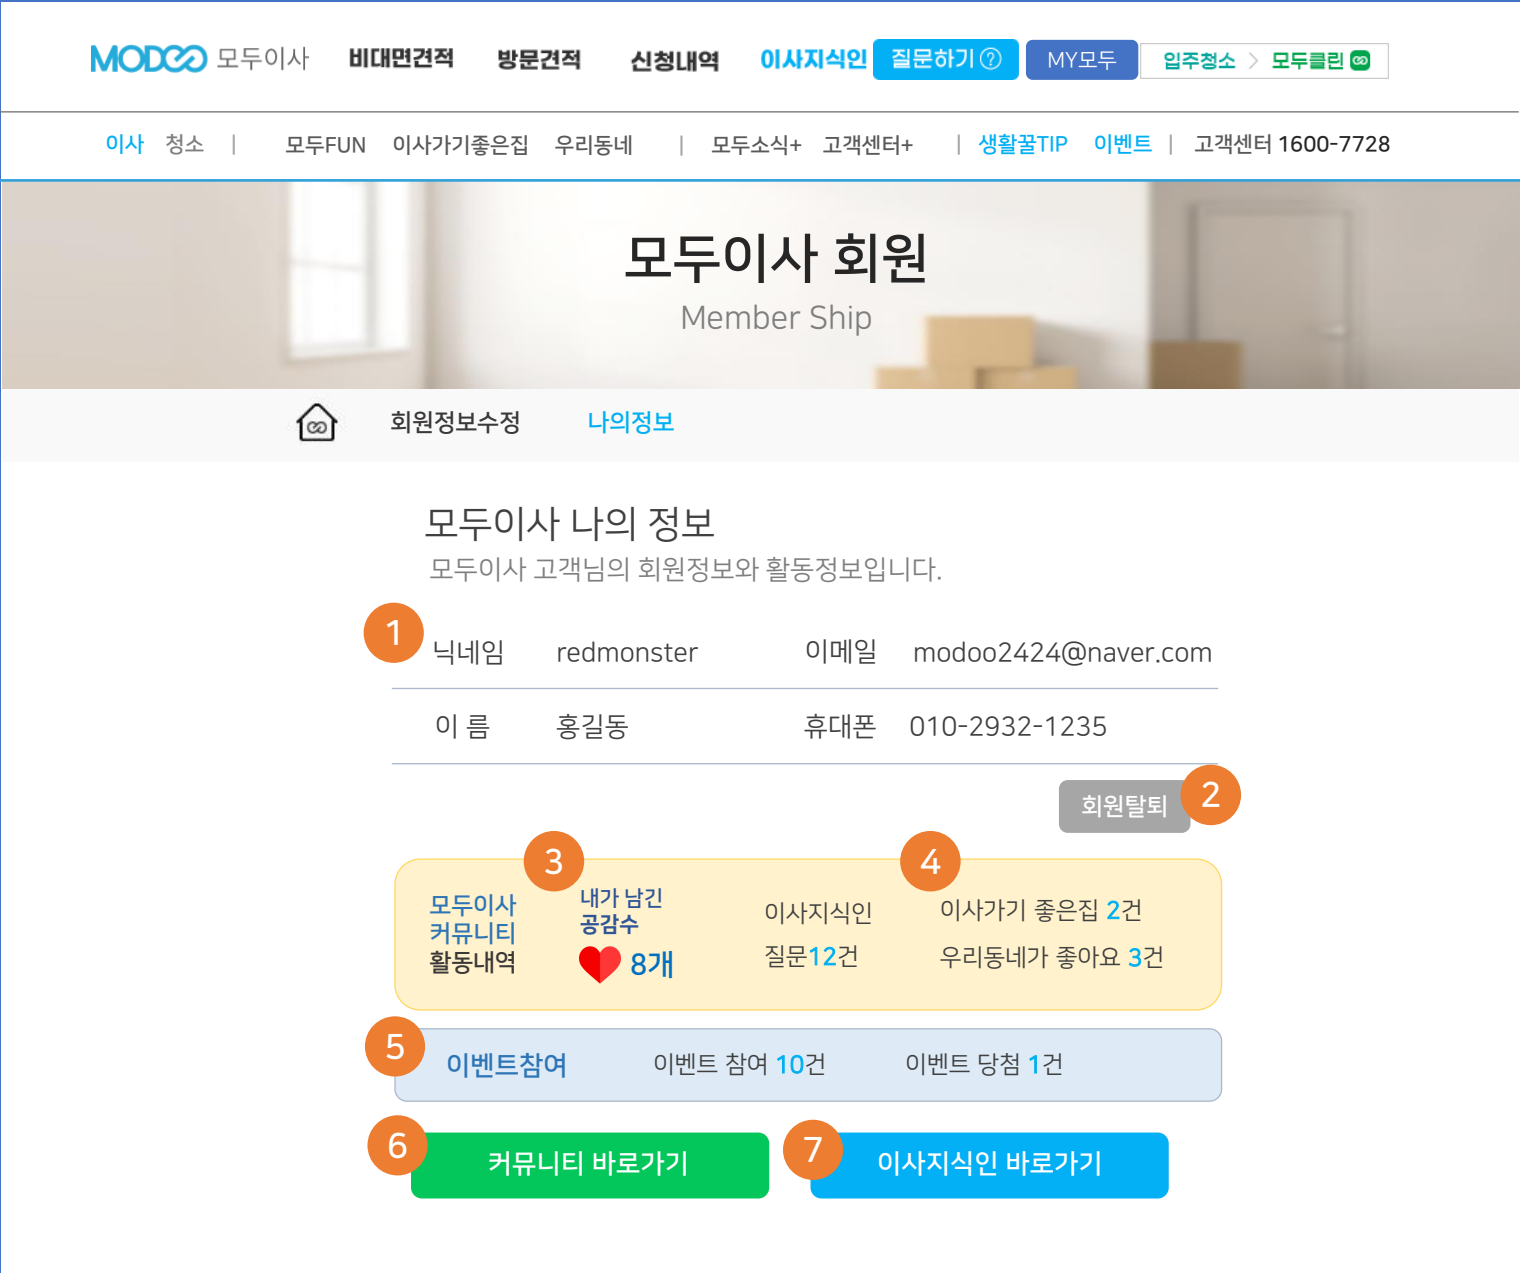 MODOO 모두이사 비대면견적 방문견적 신청내역 이사지식인 질문하기? MY모두 입주청소 > 모두클린
이사 청소 | 모두FUN 이사가기좋은집 우리동네 | 모두소식+ 고객센터+ | 생활꿀TIP 이벤트 | 고객센터 1600-7728
모두이사 회원
Member Ship
회원정보수정 나의정보
모두이사 나의 정보
모두이사 고객님의 회원정보와 활동정보입니다.
1
닉네임 redmonster 이메일 modoo2424@naver.com
이 름 홍길동 휴대폰 010-2932-1235
회원탈퇴 2
3
4
모두이사
커뮤니티
활동내역
내가 남긴
공감수
8개
이사지식인
질문12건
이사가기 좋은집 2건
우리동네가 좋아요 3건
5
이벤트참여 이벤트 참여 10건 이벤트 당첨 1건
6
커뮤니티 바로가기
7
이사지식인 바로가기